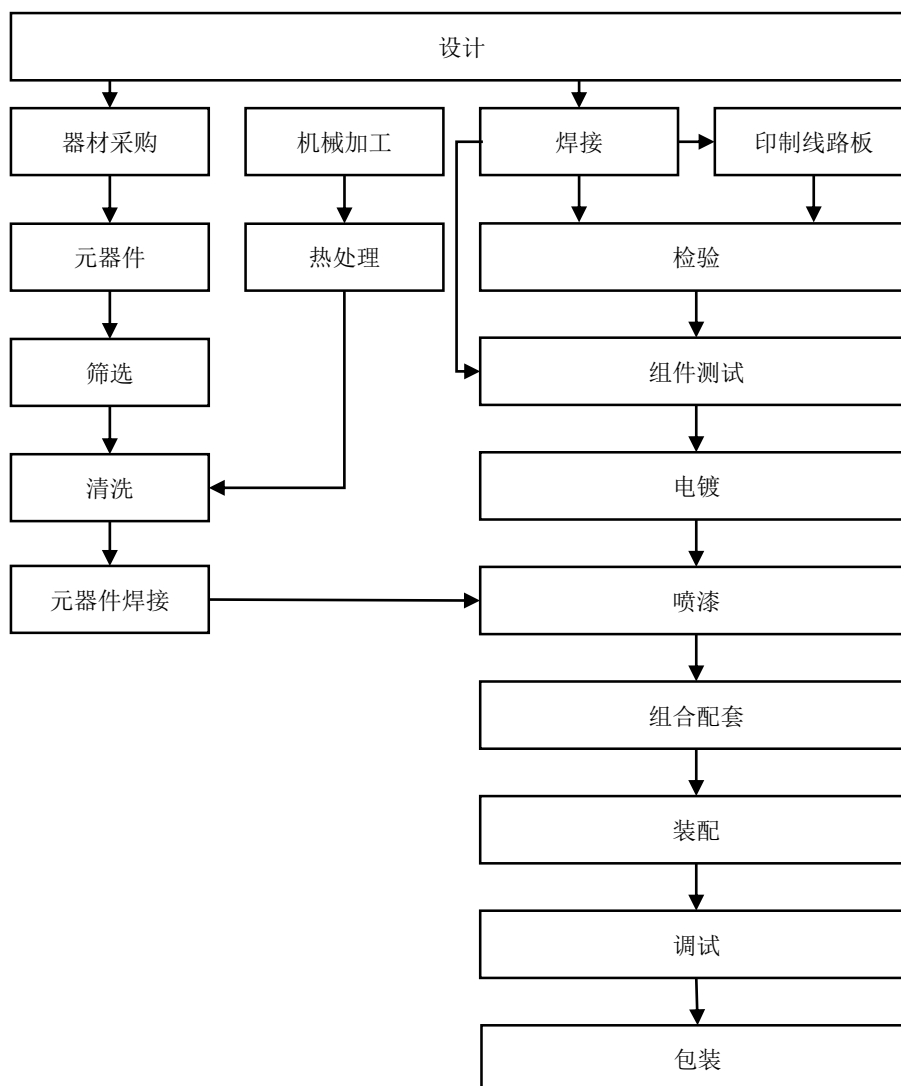 设计
器材采购
机械加工
焊接
印制线路板
元器件
热处理
检验
筛选
组件测试
清洗
电镀
元器件焊接
喷漆
组合配套
装配
调试
包装